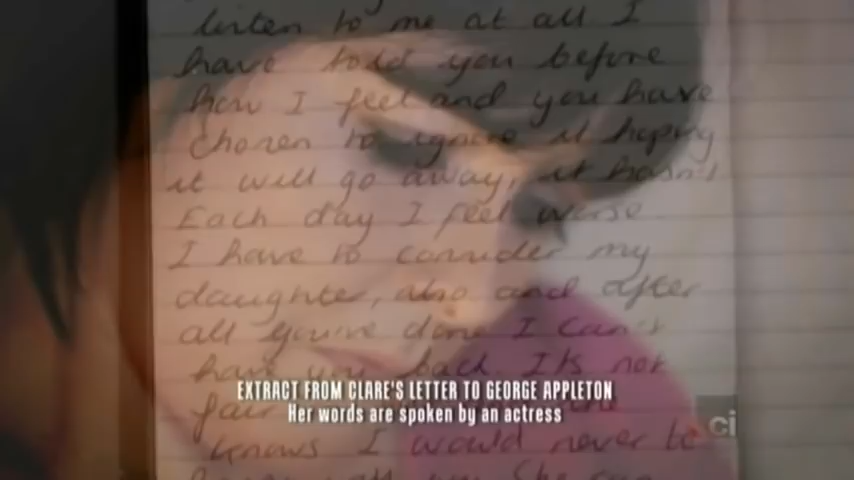 listen to me at all I
have told you before
how I feel and you have
chosen to ignore it hoping
it will go away, it hasn't
Each day I feel worse
I have to consider my
daughter, also and after
all you've done I can't
have you back. Its not
EXTRACT FROM CLARE'S LETTER TO GEORGE APPLETON
fair
Her words are spoken by an actress
ci
knows I would never be
She can